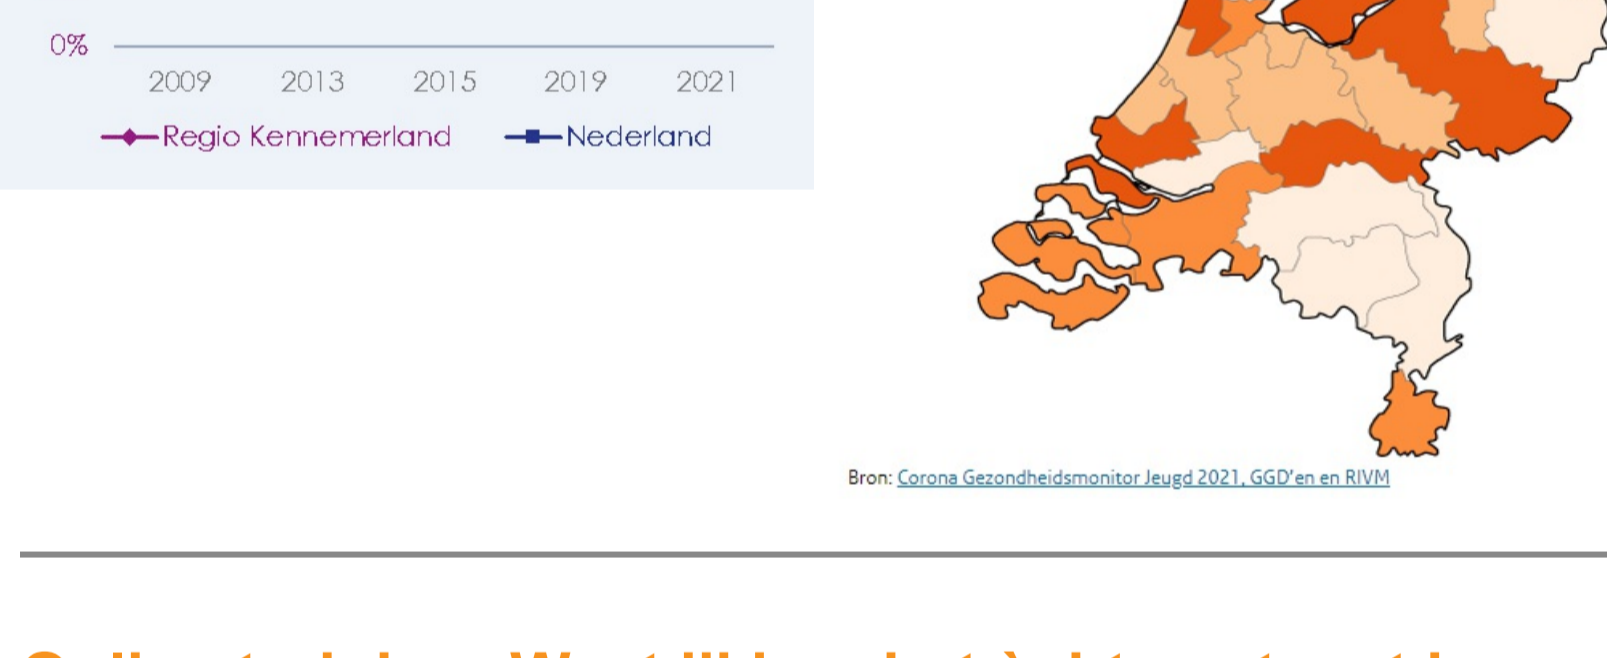 0%
2009 2013 2015 2019 2021
Regio Kennemerland Nederland
Bron: Corona Gezondheidsmonitor Jeugd 2021, GGD'en en RIVM